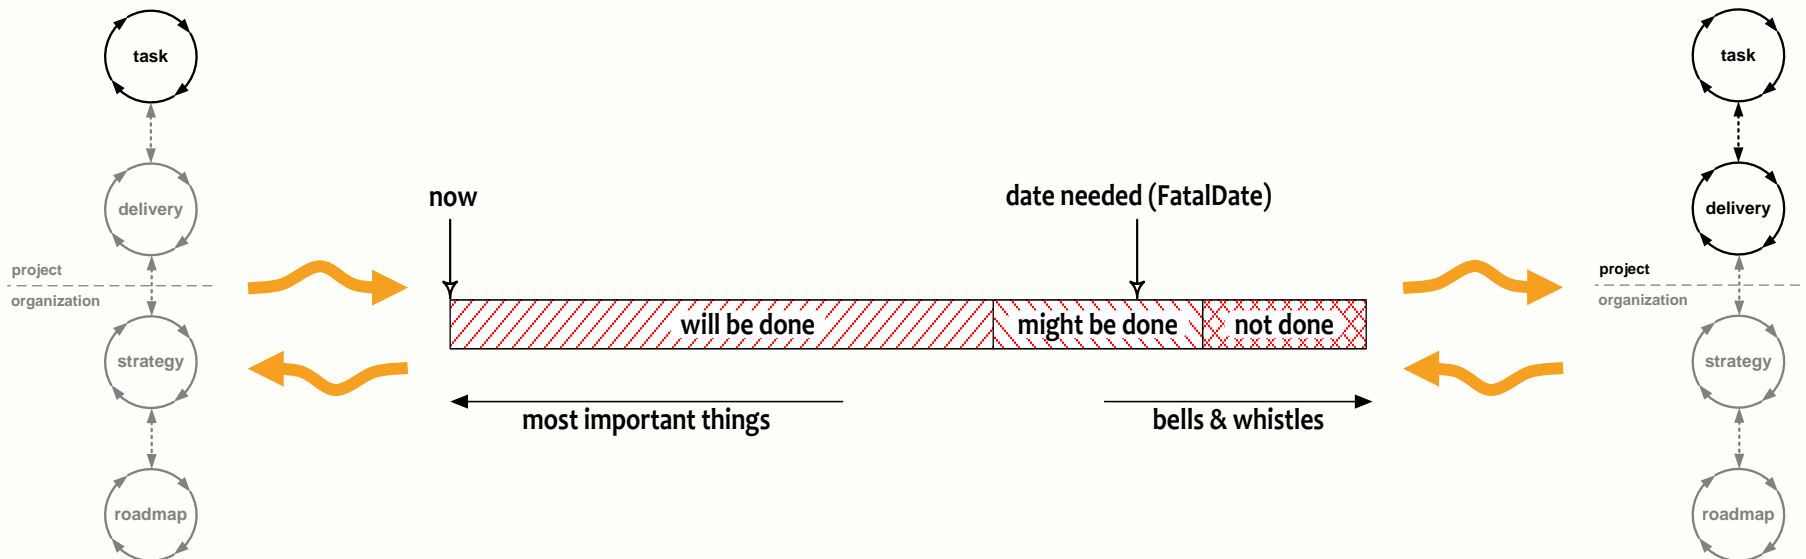 task
delivery
project
organization
strategy
roadmap
now
date needed (FatalDate)
will be done
might be done
not done
most important things
bells & whistles
task
delivery
project
organization
strategy
roadmap